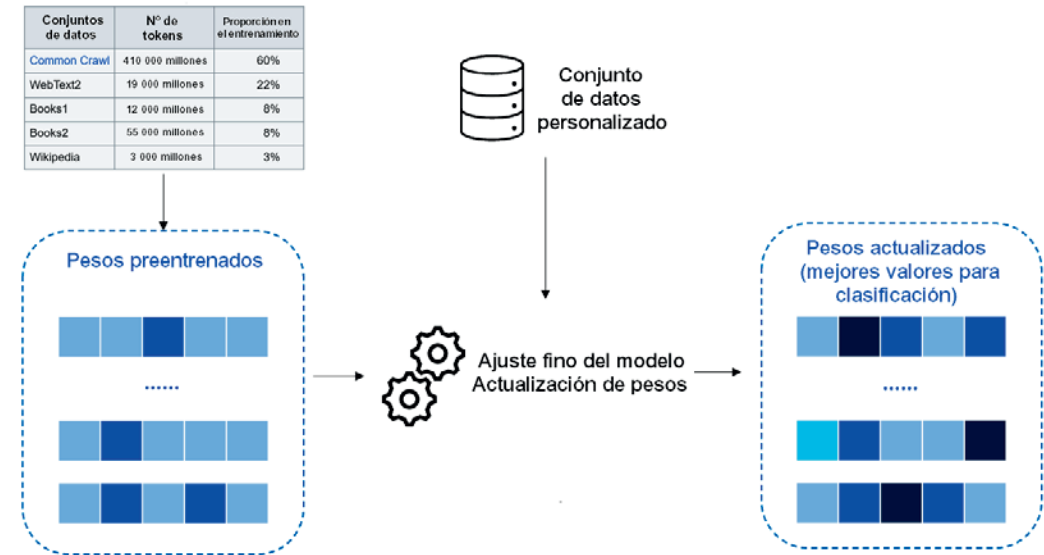 Conjuntos de datos Nº de tokens Proporción en el entrenamiento
Common Crawl 410 000 millones 60%
WebText2 19 000 millones 22%
Books1 12 000 millones 8%
Books2 55 000 millones 8%
Wikipedia 3 000 millones 3%
Conjunto
de datos
personalizado
Pesos preentrenados
......
Ajuste fino del modelo
Actualización de pesos
Pesos actualizados
(mejores valores para
clasificación)
......